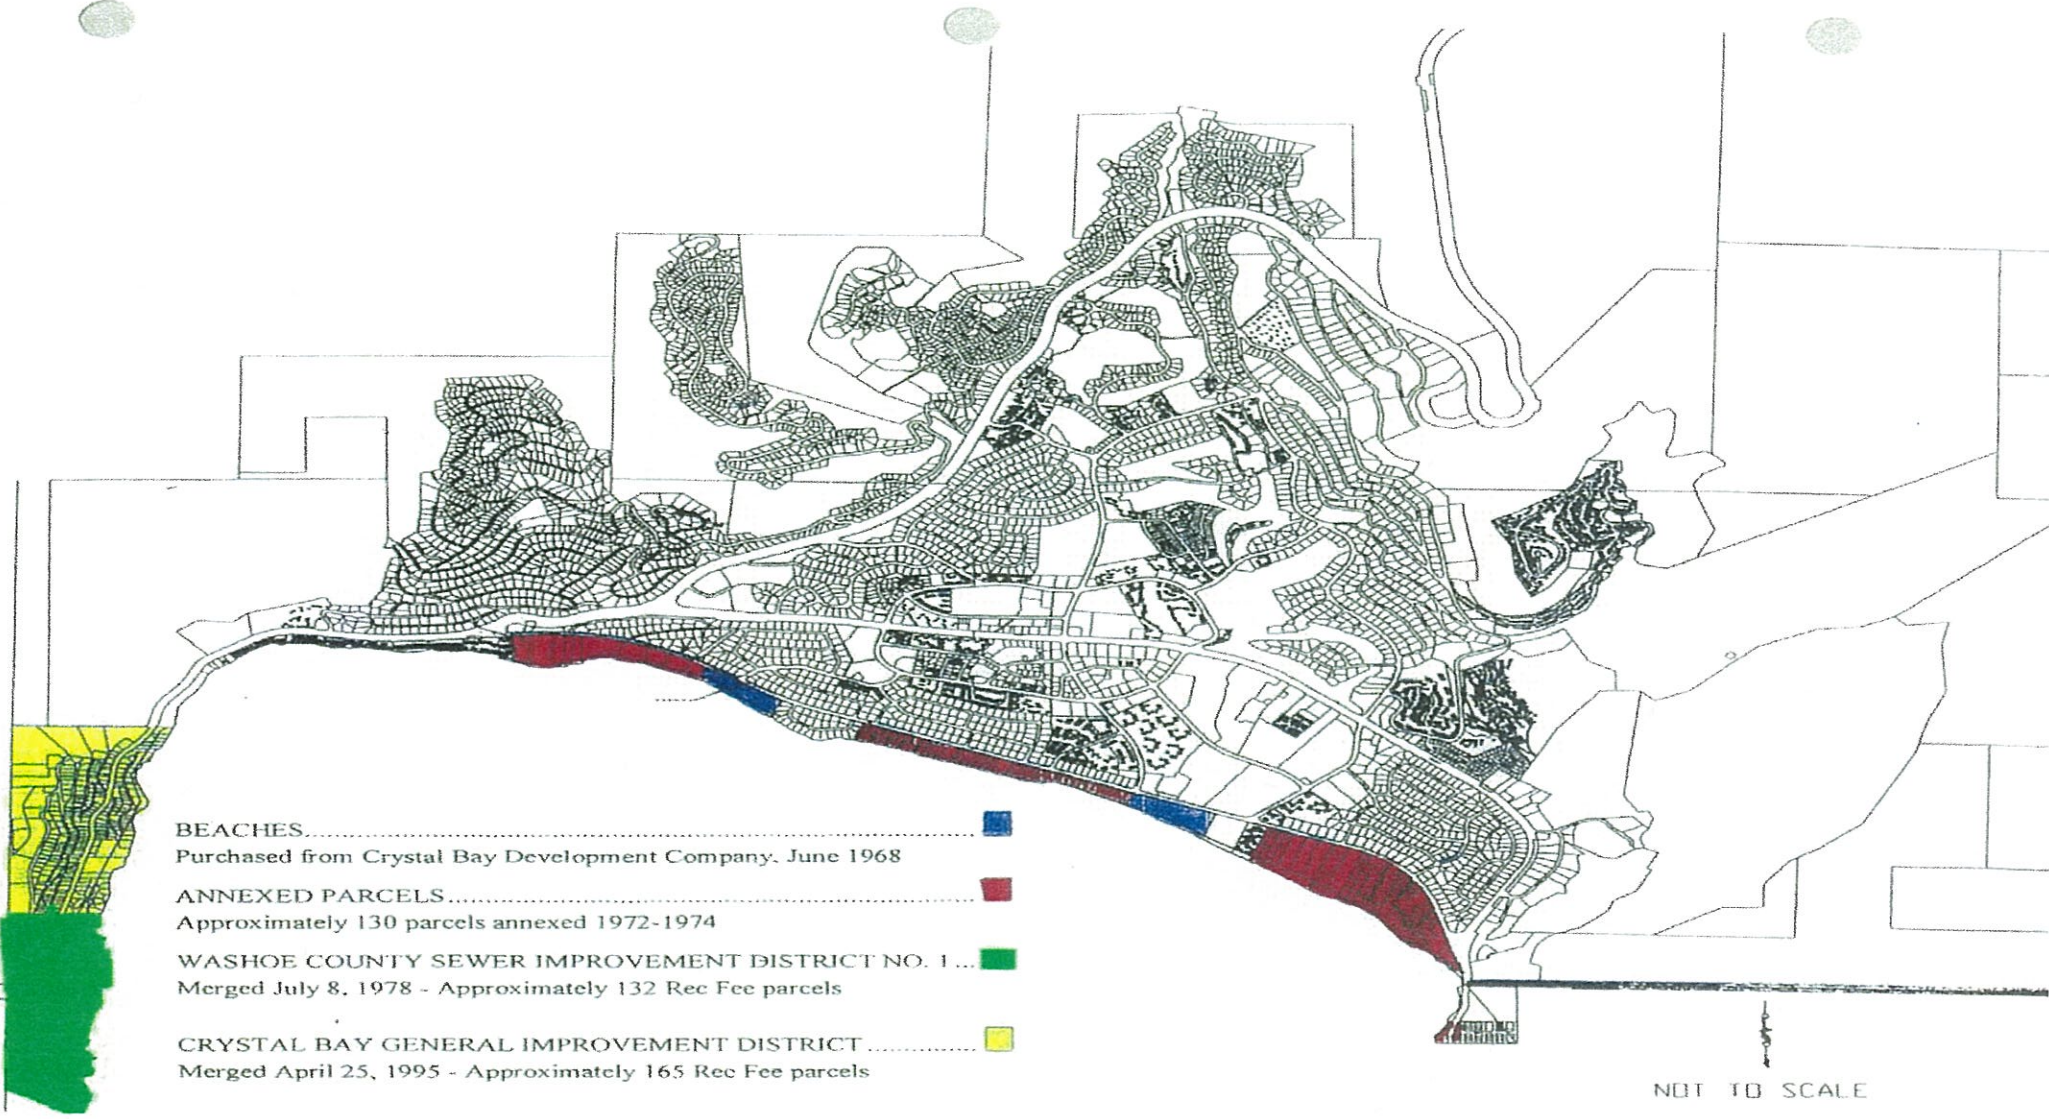 BEACHES..........................................................................................
Purchased from Crystal Bay Development Company, June 1968
ANNEXED PARCELS.........................................................................
Approximately 130 parcels annexed 1972-1974
WASHOE COUNTY SEWER IMPROVEMENT DISTRICT NO. 1 ...
Merged July 8, 1978 - Approximately 132 Rec Fee parcels
CRYSTAL BAY GENERAL IMPROVEMENT DISTRICT ..............
Merged April 25, 1995 - Approximately 165 Rec Fee parcels
NOT TO SCALE